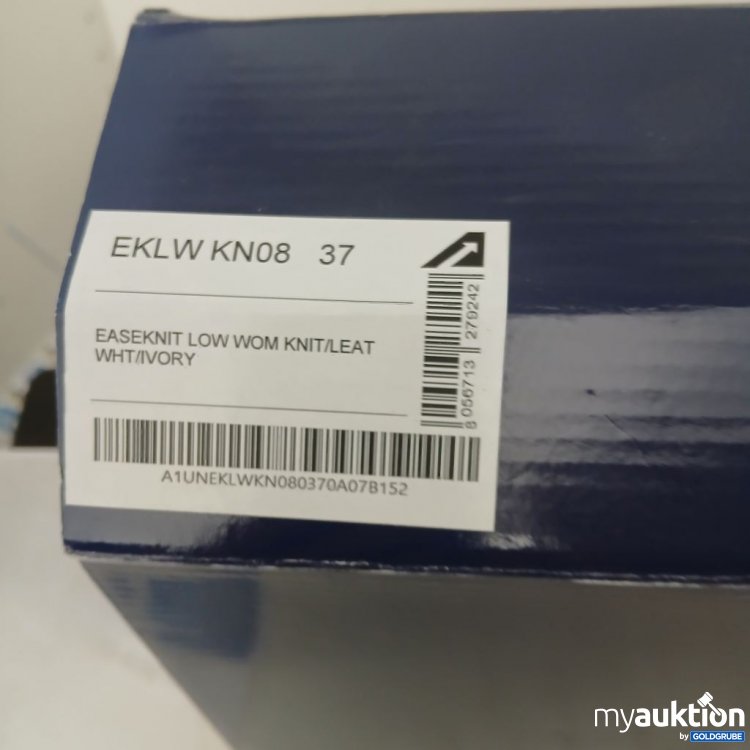 EKLW KN08 37
EASEKNIT LOW WOM KNIT/LEAT
WHT/IVORY
8 056713 279242
A1UNEKLWKN080370A07B152
myauktion
by GOLDGRUBE